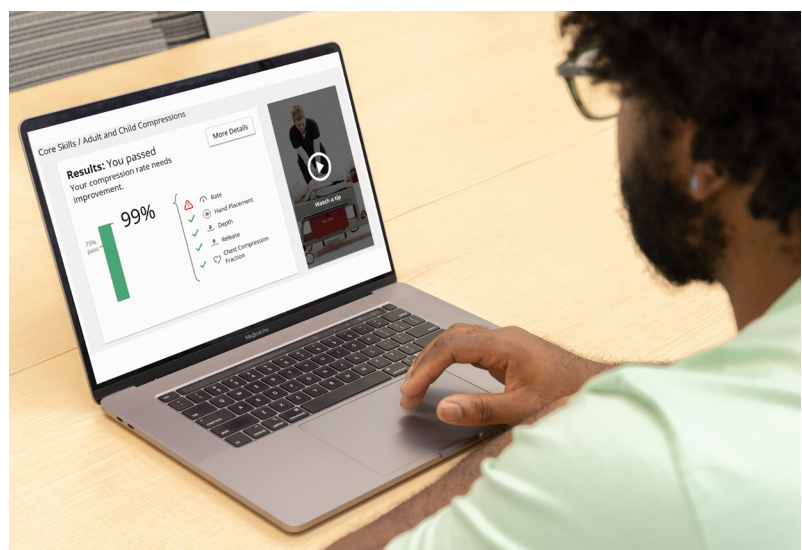 Core Skills / Adult and Child Compressions
Results: You passed
Your compression rate needs
improvement.
More Details
99%
75%
pass
Rate
Hand Placement
Depth
Release
Chest Compression
Fraction
Watch a tip
MacBook Pro